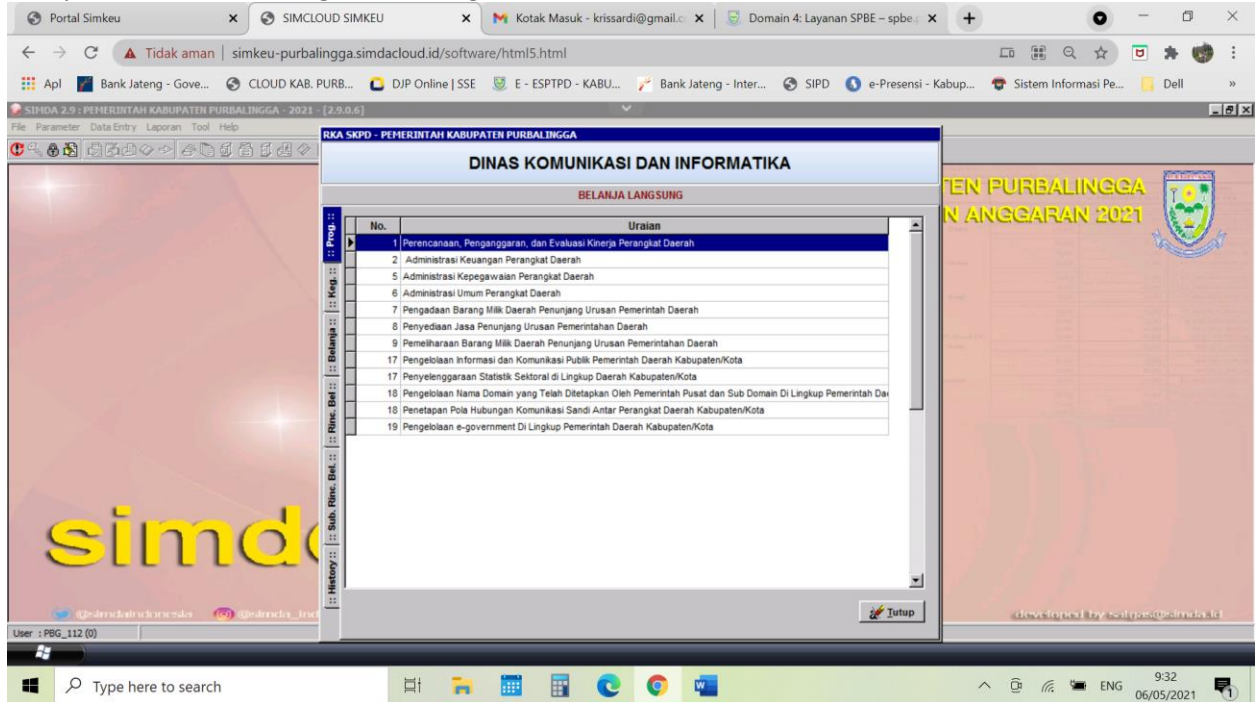 Portal Simkeu
SIMCLOUD SIMKEU
Kotak Masuk - krissardi@gmail.c
Domain 4: Layanan SPBE – spbe.
Tidak aman | simkeu-purbalingga.simdacloud.id/software/html5.html
Apl
Bank Jateng - Gove...
CLOUD KAB. PURB...
DJP Online | SSE
E - ESPTPD - KABU...
Bank Jateng - Inter...
SIPD
e-Presensi - Kabup...
Sistem Informasi Pe...
Dell
»
SIMDA 2.9 : PEMERINTAH KABUPATEN PURBALINGGA - 2021 - [2.9.0.6]
File Parameter Data Entry Laporan Tool Help
RKA SKPD - PEMERINTAH KABUPATEN PURBALINGGA
DINAS KOMUNIKASI DAN INFORMATIKA
BELANJA LANGSUNG
TEN PURBALINGGA
N ANGGARAN 2021
:: Prog. ::
:: Keg. ::
:: Belanja ::
:: Rinc. Bel ::
:: Sub. Rinc. Bel. ::
:: History ::
No. Uraian
1 Perencanaan, Penganggaran, dan Evaluasi Kinerja Perangkat Daerah
2 Administrasi Keuangan Perangkat Daerah
5 Administrasi Kepegawaian Perangkat Daerah
6 Administrasi Umum Perangkat Daerah
7 Pengadaan Barang Milik Daerah Penunjang Urusan Pemerintah Daerah
8 Penyediaan Jasa Penunjang Urusan Pemerintahan Daerah
9 Pemeliharaan Barang Milik Daerah Penunjang Urusan Pemerintahan Daerah
17 Pengelolaan Informasi dan Komunikasi Publik Pemerintah Daerah Kabupaten/Kota
17 Penyelenggaraan Statistik Sektoral di Lingkup Daerah Kabupaten/Kota
18 Pengelolaan Nama Domain yang Telah Ditetapkan Oleh Pemerintah Pusat dan Sub Domain Di Lingkup Pemerintah Dae
18 Penetapan Pola Hubungan Komunikasi Sandi Antar Perangkat Daerah Kabupaten/Kota
19 Pengelolaan e-government Di Lingkup Pemerintah Daerah Kabupaten/Kota
simd
@simdaindonesia
@simda_ind
Tutup
developed by satgas@simda.id
User : PBG_112 (0)
Type here to search
ENG
9:32
06/05/2021
1